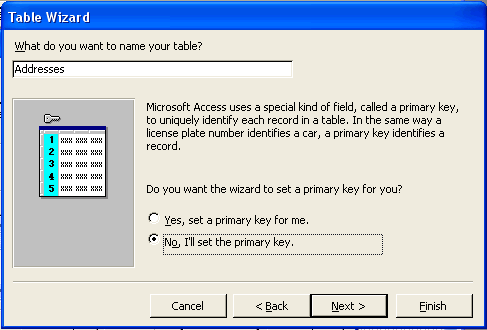 Table Wizard
What do you want to name your table?
Addresses
Microsoft Access uses a special kind of field, called a primary key,
to uniquely identify each record in a table. In the same way a
license plate number identifies a car, a primary key identifies a
record.
1 xxx xxx xxx
2 xxx xxx xxx
3 xxx xxx xxx
4 xxx xxx xxx
5 xxx xxx xxx
Do you want the wizard to set a primary key for you?
Yes, set a primary key for me.
No, I'll set the primary key.
Cancel
< Back
Next >
Finish